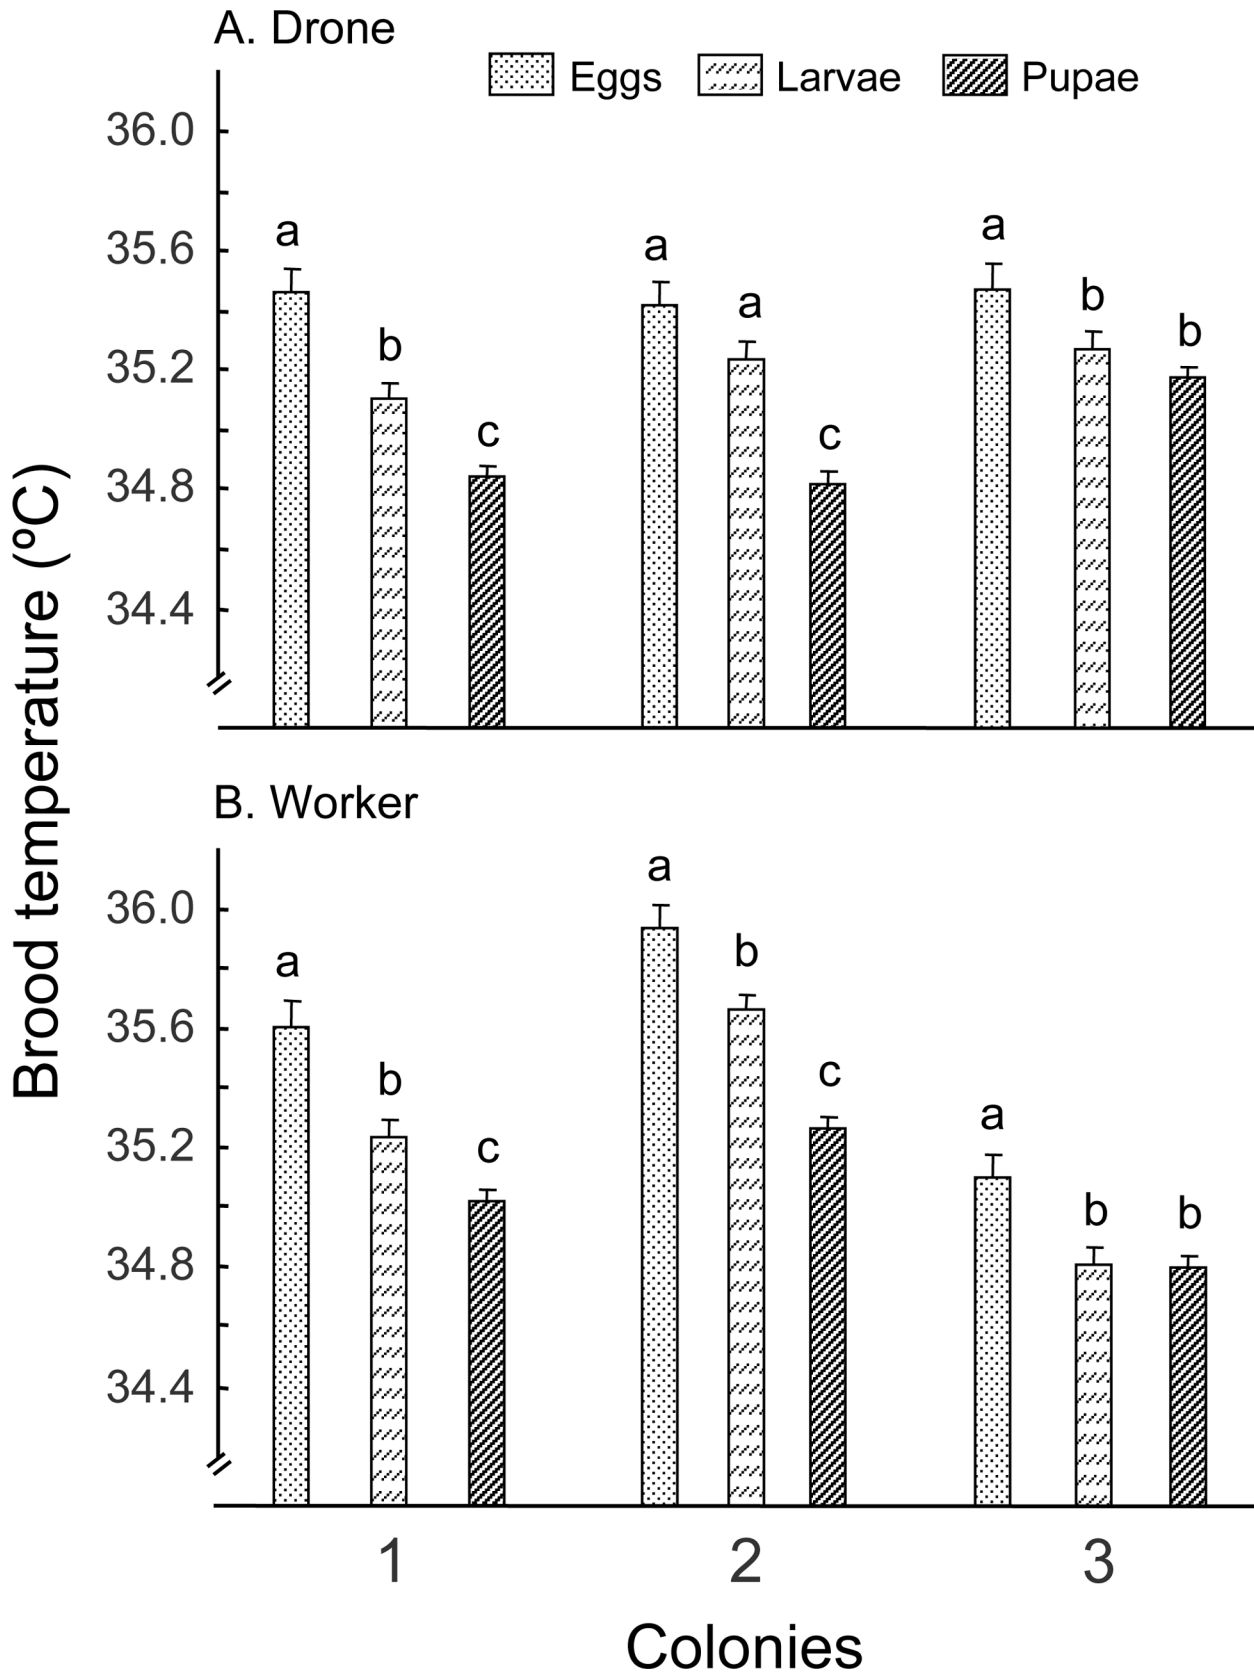 A. Drone
Eggs Larvae Pupae
36.0
35.6
35.2
34.8
34.4
a b c a a c a b b
Brood temperature (ºC)
B. Worker
36.0
35.6
35.2
34.8
34.4
a b c a b c a b b
1 2 3
Colonies